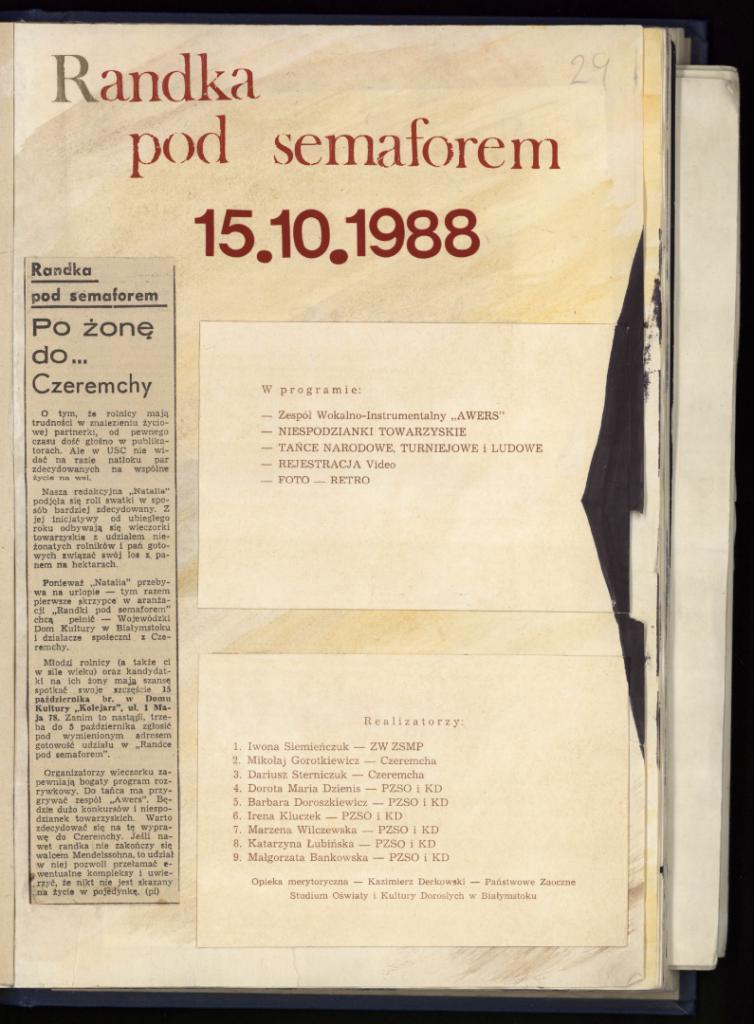 29
Randka
pod semaforem
15.10.1988
Randka
pod semaforem
Po żonę
do...
Czeremchy
O tym, że rolnicy mają
trudności w znalezieniu życio-
wej partnerki, od pewnego
czasu dość głośno w publika-
torach. Ale w USC nie wi-
dać na razie natłoku par
zdecydowanych na wspólne
życie na wsi.
Nasza redakcyjna „Natalia"
podjęła się roli swatki w spo-
sób bardziej zdecydowany. Z
jej inicjatywy od ubiegłego
roku odbywają się wieczorki
towarzyskie z udziałem nie-
żonatych rolników i pań goto-
wych związać swój los z pa-
nem na hektarach.
Ponieważ „Natalia" przeby-
wa na urlopie — tym razem
pierwsze skrzypce w aranża-
cji „Randki pod semaforem"
chcą pełnić — Wojewódzki
Dom Kultury w Białymstoku
i działacze społeczni z Cze-
remchy.
Młodzi rolnicy (a także ci
w sile wieku) oraz kandydat-
ki na ich żony mają szansę
spotkać swoje szczęście 15
października br. w Domu
Kultury „Kolejarz", ul. 1 Ma-
ja 78. Zanim to nastąpi, trze-
ba do 5 października zgłosić
pod wymienionym adresem
gotowość udziału w „Randce
pod semaforem".
Organizatorzy wieczorku za-
pewniają bogaty program roz-
rywkowy. Do tańca ma przy-
grywać zespół „Awers". Bę-
dzie dużo konkursów i niespo-
dzianek towarzyskich. Warto
zdecydować się na tę wypra-
wę do Czeremchy. Jeśli na-
wet randka nie zakończy się
walcem Mendelssohna, to udział
w niej pozwoli przełamać e-
wentualne kompleksy i uwie-
rzyć, że nikt nie jest skazany
na życie w pojedynkę. (pl)
W programie:
— Zespół Wokalno-Instrumentalny „AWERS"
— NIESPODZIANKI TOWARZYSKIE
— TAŃCE NARODOWE, TURNIEJOWE i LUDOWE
— REJESTRACJA Video
— FOTO — RETRO
Realizatorzy:
1. Iwona Siemieńczuk — ZW ZSMP
2. Mikołaj Gorotkiewicz — Czeremcha
3. Dariusz Sterniczuk — Czeremcha
4. Dorota Maria Dzienis — PZSO i KD
5. Barbara Doroszkiewicz — PZSO i KD
6. Irena Kluczek — PZSO i KD
7. Marzena Wilczewska — PZSO i KD
8. Katarzyna Łubińska — PZSO i KD
9. Małgorzata Bankowska — PZSO i KD
Opieka merytoryczna — Kazimierz Derkowski — Państwowe Zaoczne
Studium Oświaty i Kultury Dorosłych w Białymstoku